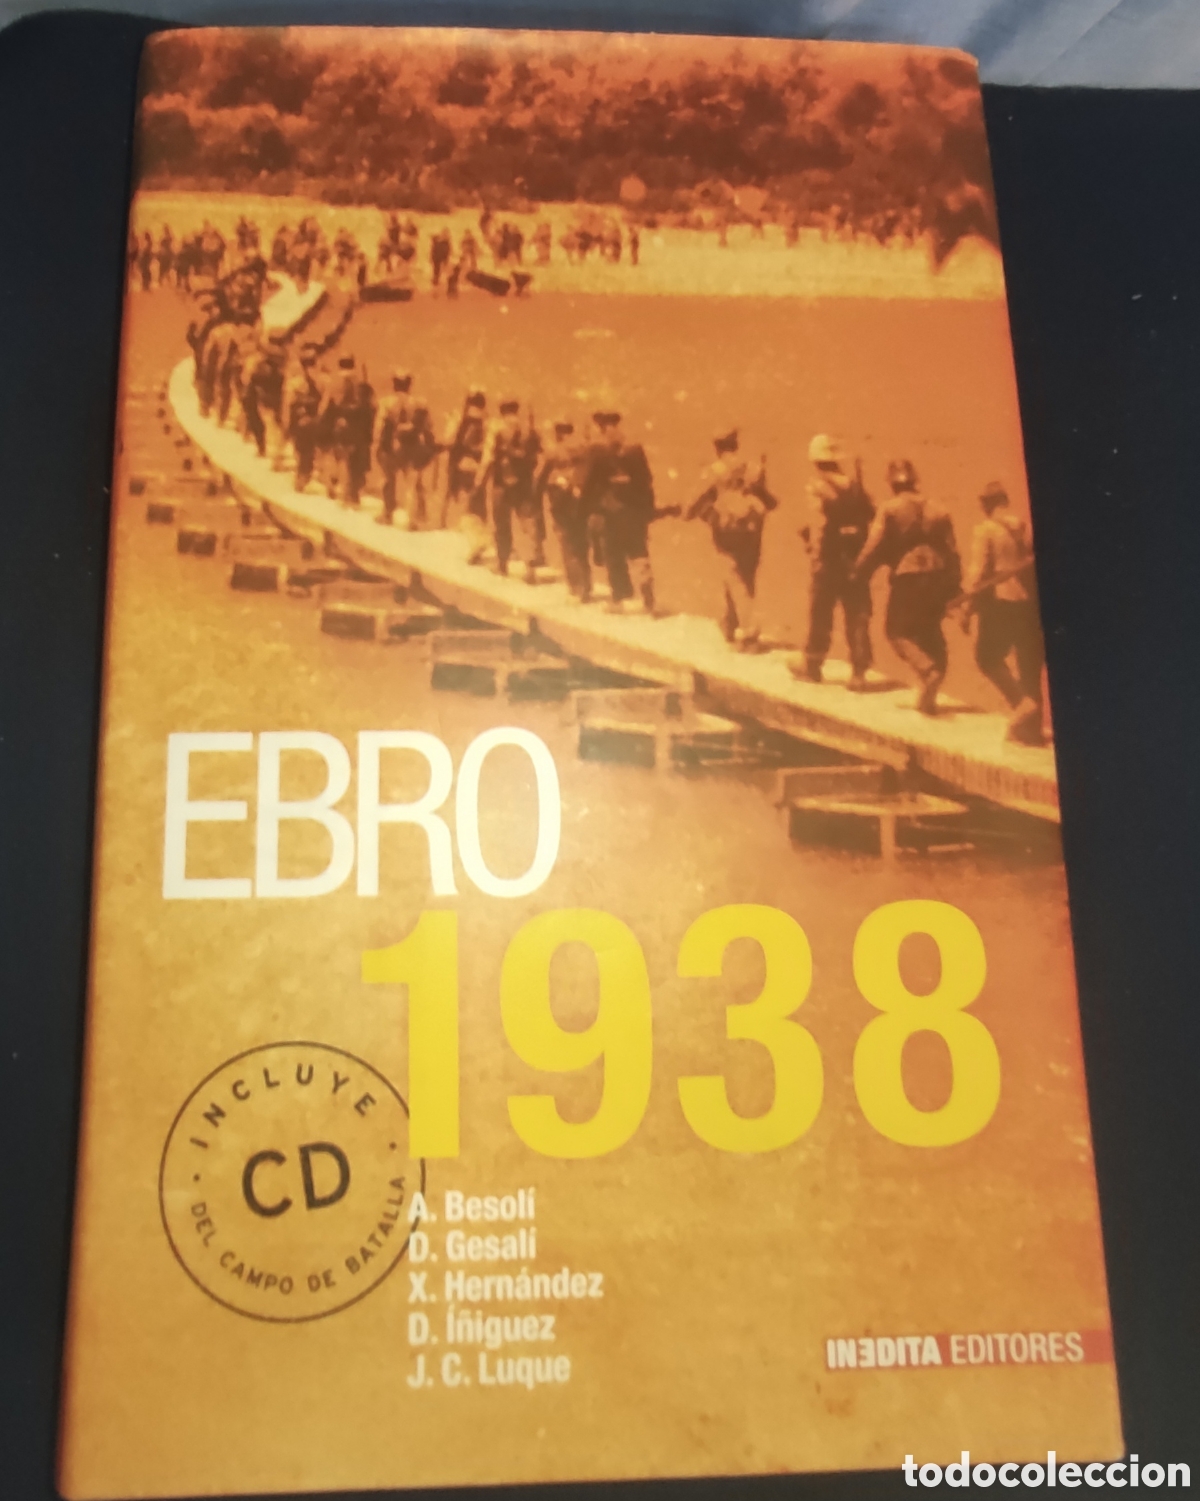 EBRO
1938
· INCLUYE ·
CD
DEL CAMPO DE BATALLA
A. Besolí
D. Gesalí
X. Hernández
D. Íñiguez
J. C. Luque
INEDITA EDITORES
todocoleccion